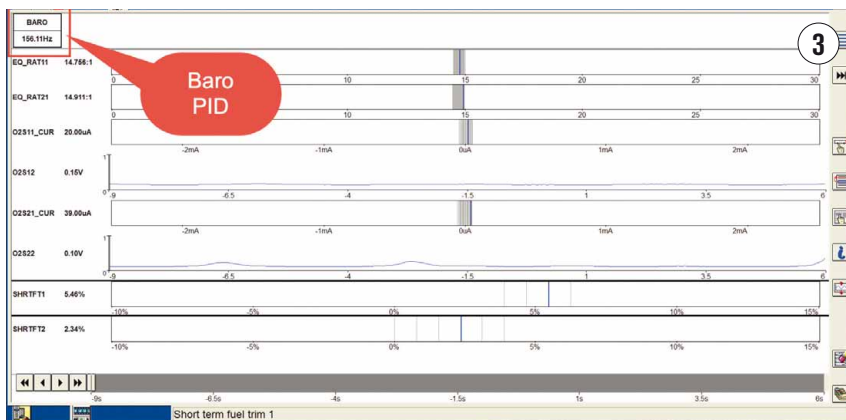 BARO
156.11Hz
3
Baro
PID
EQ_RAT11 14.756:1
0 10 15 20 25 30
EQ_RAT21 14.911:1
0 10 15 20 25 30
O2S11_CUR 20.00uA
-2mA -1mA 0uA 1mA 2mA
O2S12 0.15V
1
0
-9 -6.5 -4 -1.5 1 3.5 6
O2S21_CUR 39.00uA
-2mA -1mA 0uA 1mA 2mA
O2S22 0.10V
1
0
-9 -6.5 -4 -1.5 1 3.5 6
SHRTFT1 5.46%
-10% -5% 0% 5% 10% 15%
SHRTFT2 2.34%
-10% -5% 0% 5% 10% 15%
-9s -6.5s -4s -1.5s 1s 3.5s 6s
Short term fuel trim 1